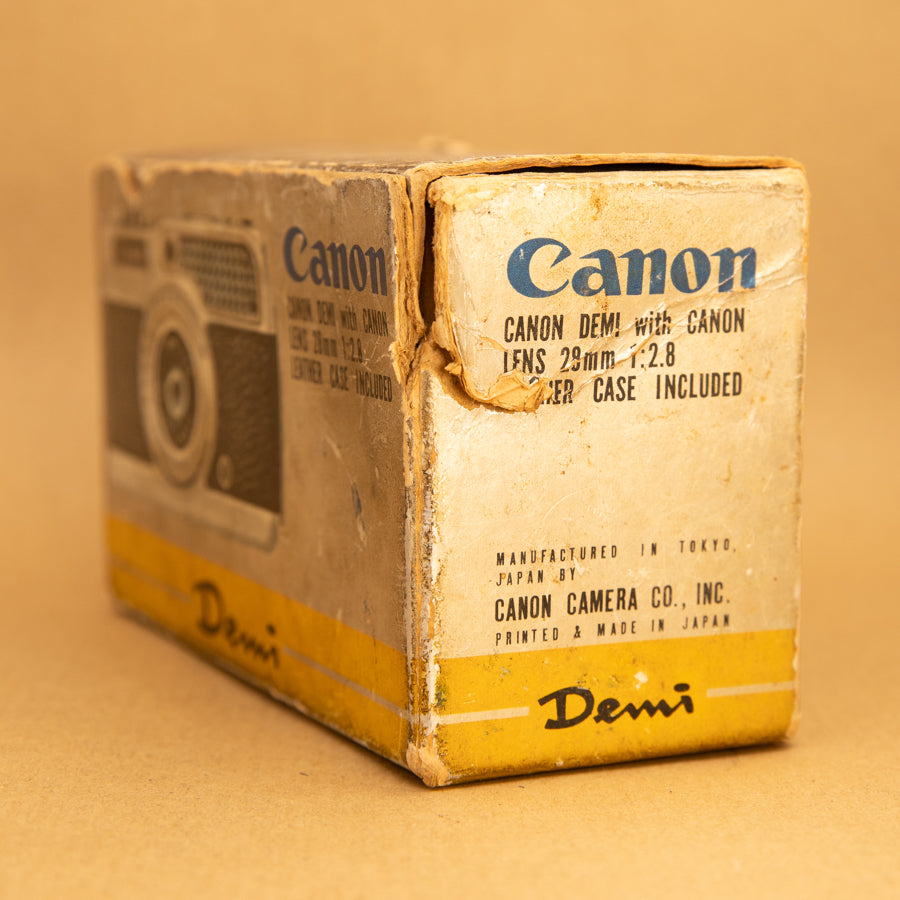 Canon
CANON DEMI with CANON
LENS 28mm 1:2.8
LEATHER CASE INCLUDED
Demi
Canon
CANON DEMI with CANON
LENS 28mm 1:2.8
CASE INCLUDED
MANUFACTURED IN TOKYO,
JAPAN BY
CANON CAMERA CO., INC.
PRINTED & MADE IN JAPAN
Demi